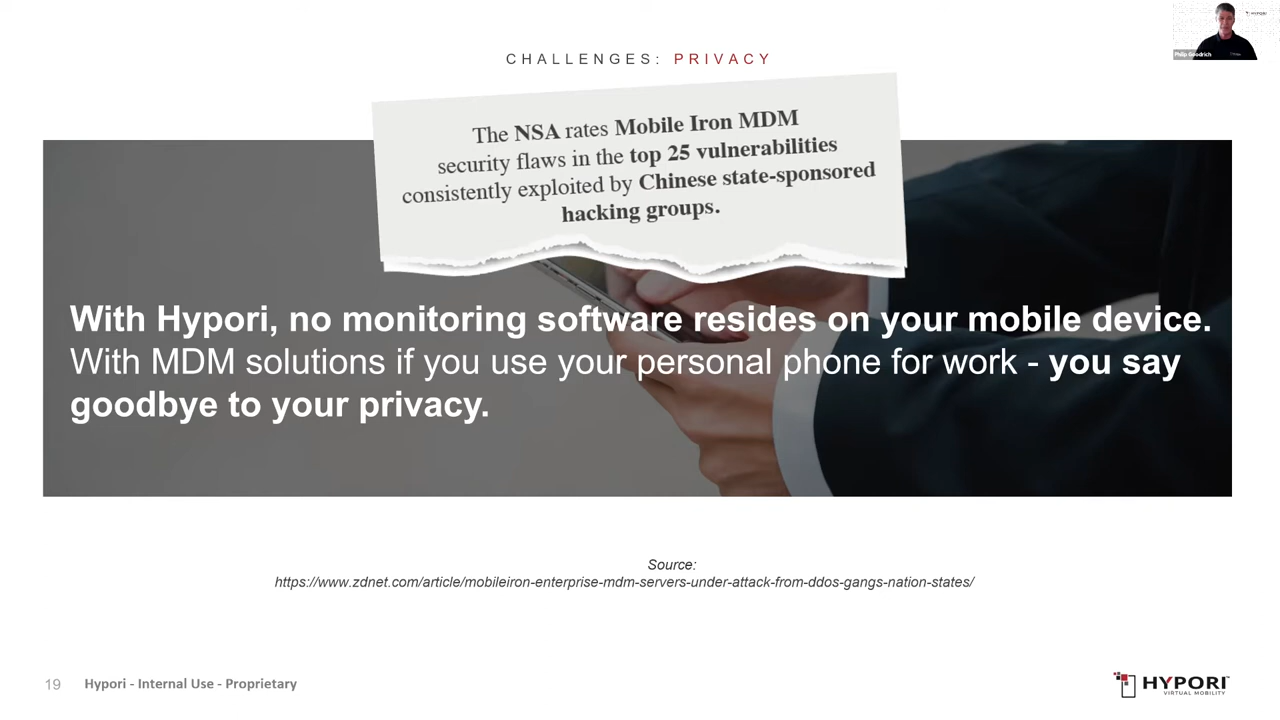 HYPORI
Philip Goodrich
CHALLENGES: PRIVACY
The NSA rates Mobile Iron MDM
security flaws in the top 25 vulnerabilities
consistently exploited by Chinese state-sponsored
hacking groups.
With Hypori, no monitoring software resides on your mobile device.
With MDM solutions if you use your personal phone for work - you say
goodbye to your privacy.
Source:
https://www.zdnet.com/article/mobileiron-enterprise-mdm-servers-under-attack-from-ddos-gangs-nation-states/
19 Hypori - Internal Use - Proprietary
HYPORI™
VIRTUAL MOBILITY